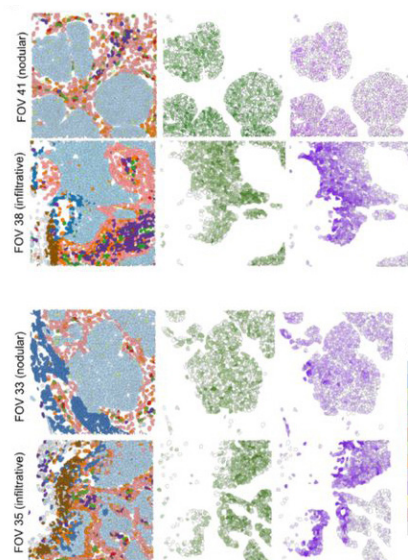 FOV 41 (nodular)
FOV 38 (infiltrative)
FOV 33 (nodular)
FOV 35 (infiltrative)